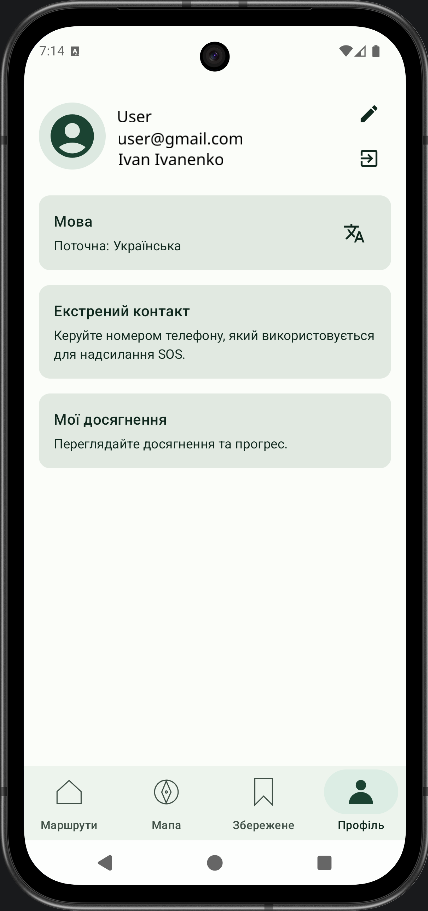 7:14
User
user@gmail.com
Ivan Ivanenko
Мова
Поточна: Українська
Екстрений контакт
Керуйте номером телефону, який використовується
для надсилання SOS.
Мої досягнення
Переглядайте досягнення та прогрес.
Маршрути Мапа Збережене Профіль